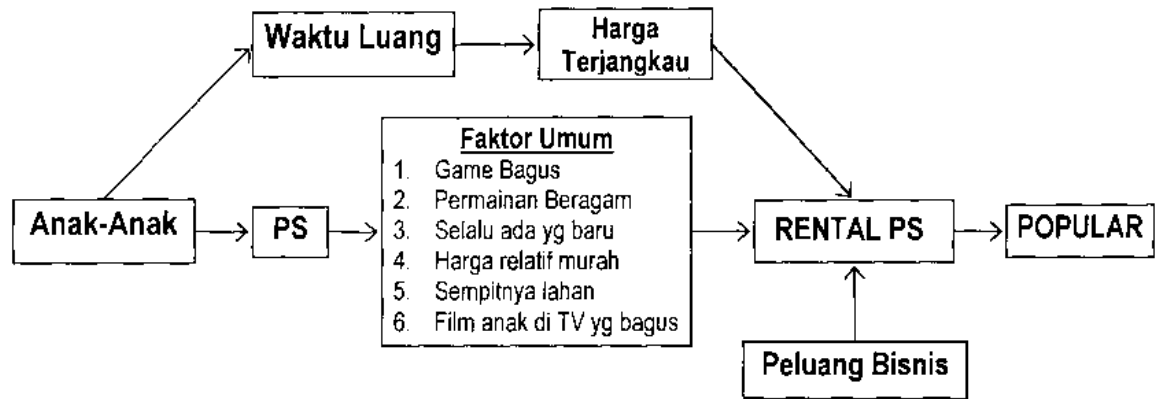 Waktu Luang
Harga
Terjangkau
Faktor Umum
1. Game Bagus
2. Permainan Beragam
3. Selalu ada yg baru
4. Harga relatif murah
5. Sempitnya lahan
6. Film anak di TV yg bagus
Anak-Anak
PS
RENTAL PS
POPULAR
Peluang Bisnis